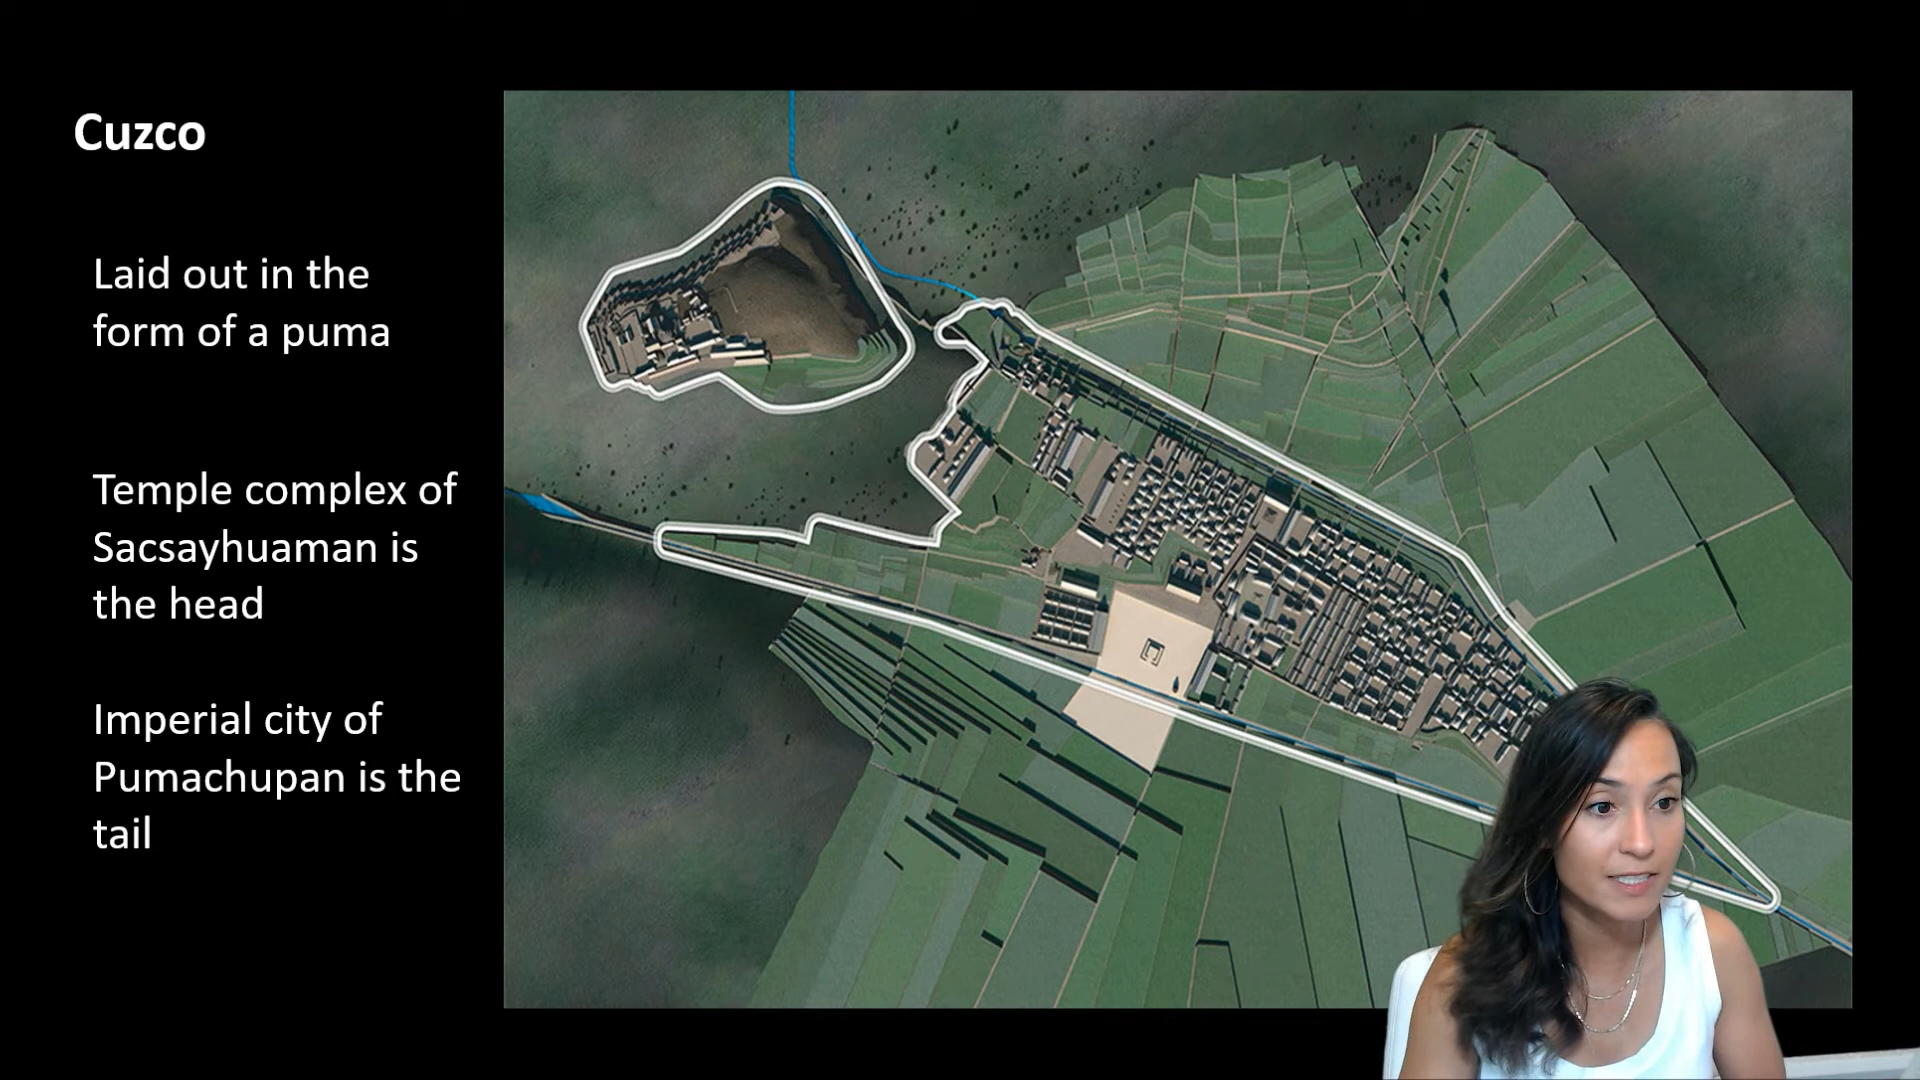 Cuzco
Laid out in the
form of a puma
Temple complex of
Sacsayhuaman is
the head
Imperial city of
Pumachupan is the
tail